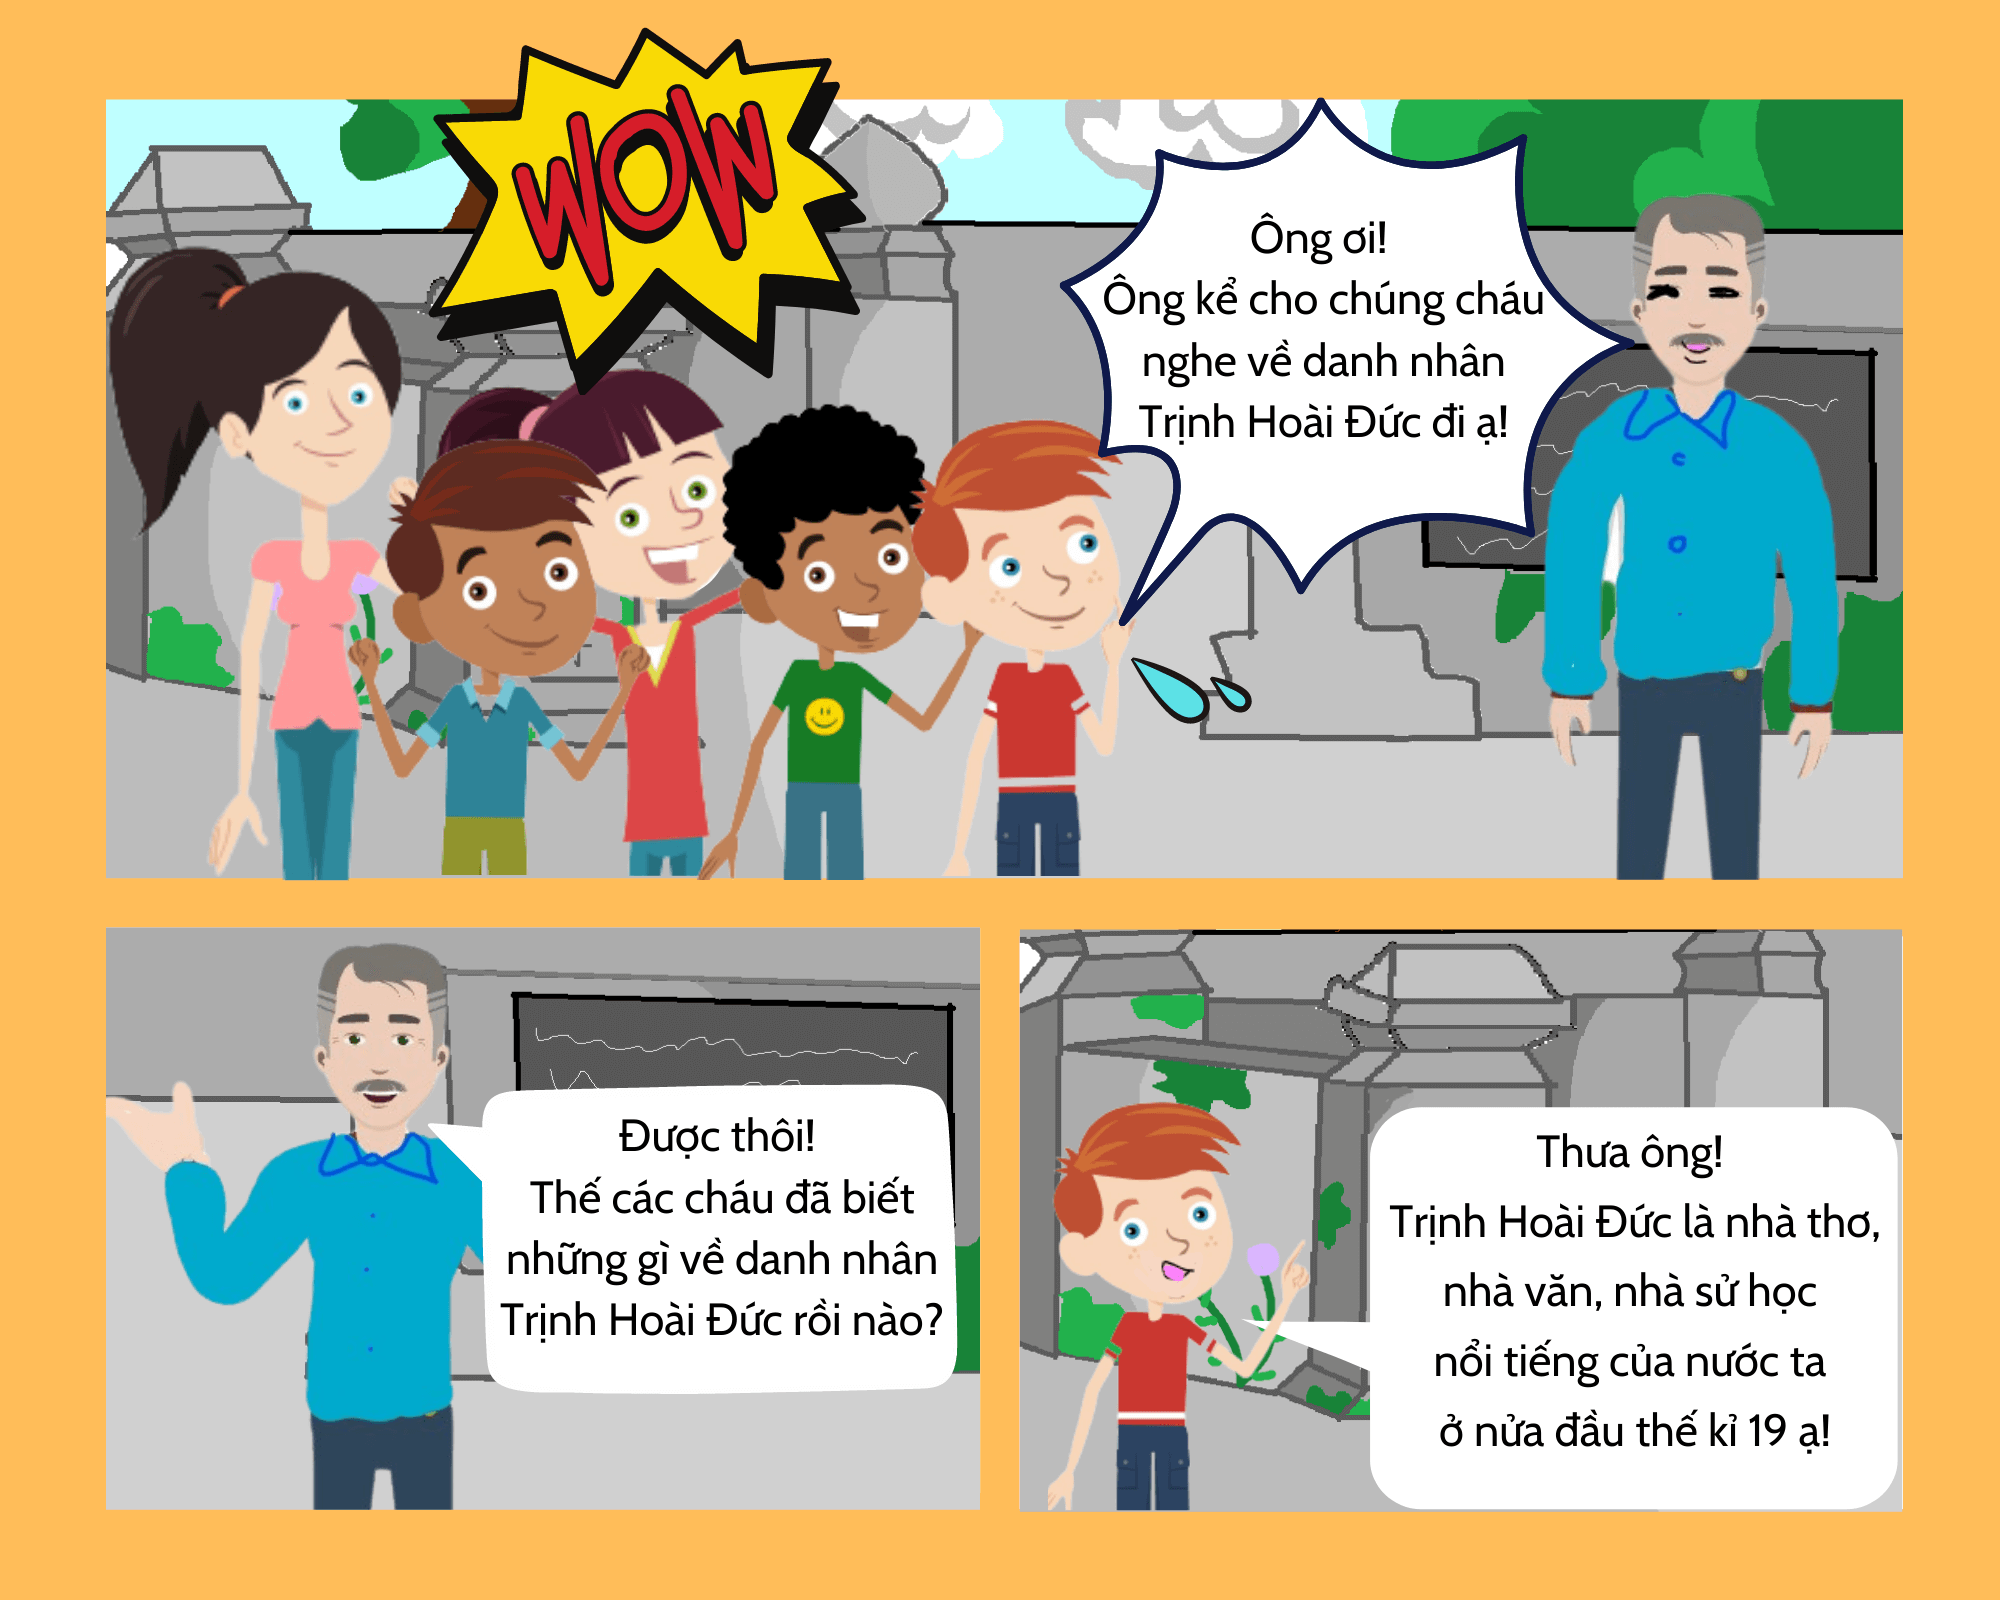 WOW
Ông ơi!
Ông kể cho chúng cháu
nghe về danh nhân
Trịnh Hoài Đức đi ạ!
Được thôi!
Thế các cháu đã biết
những gì về danh nhân
Trịnh Hoài Đức rồi nào?
Thưa ông!
Trịnh Hoài Đức là nhà thơ,
nhà văn, nhà sử học
nổi tiếng của nước ta
ở nửa đầu thế kỉ 19 ạ!